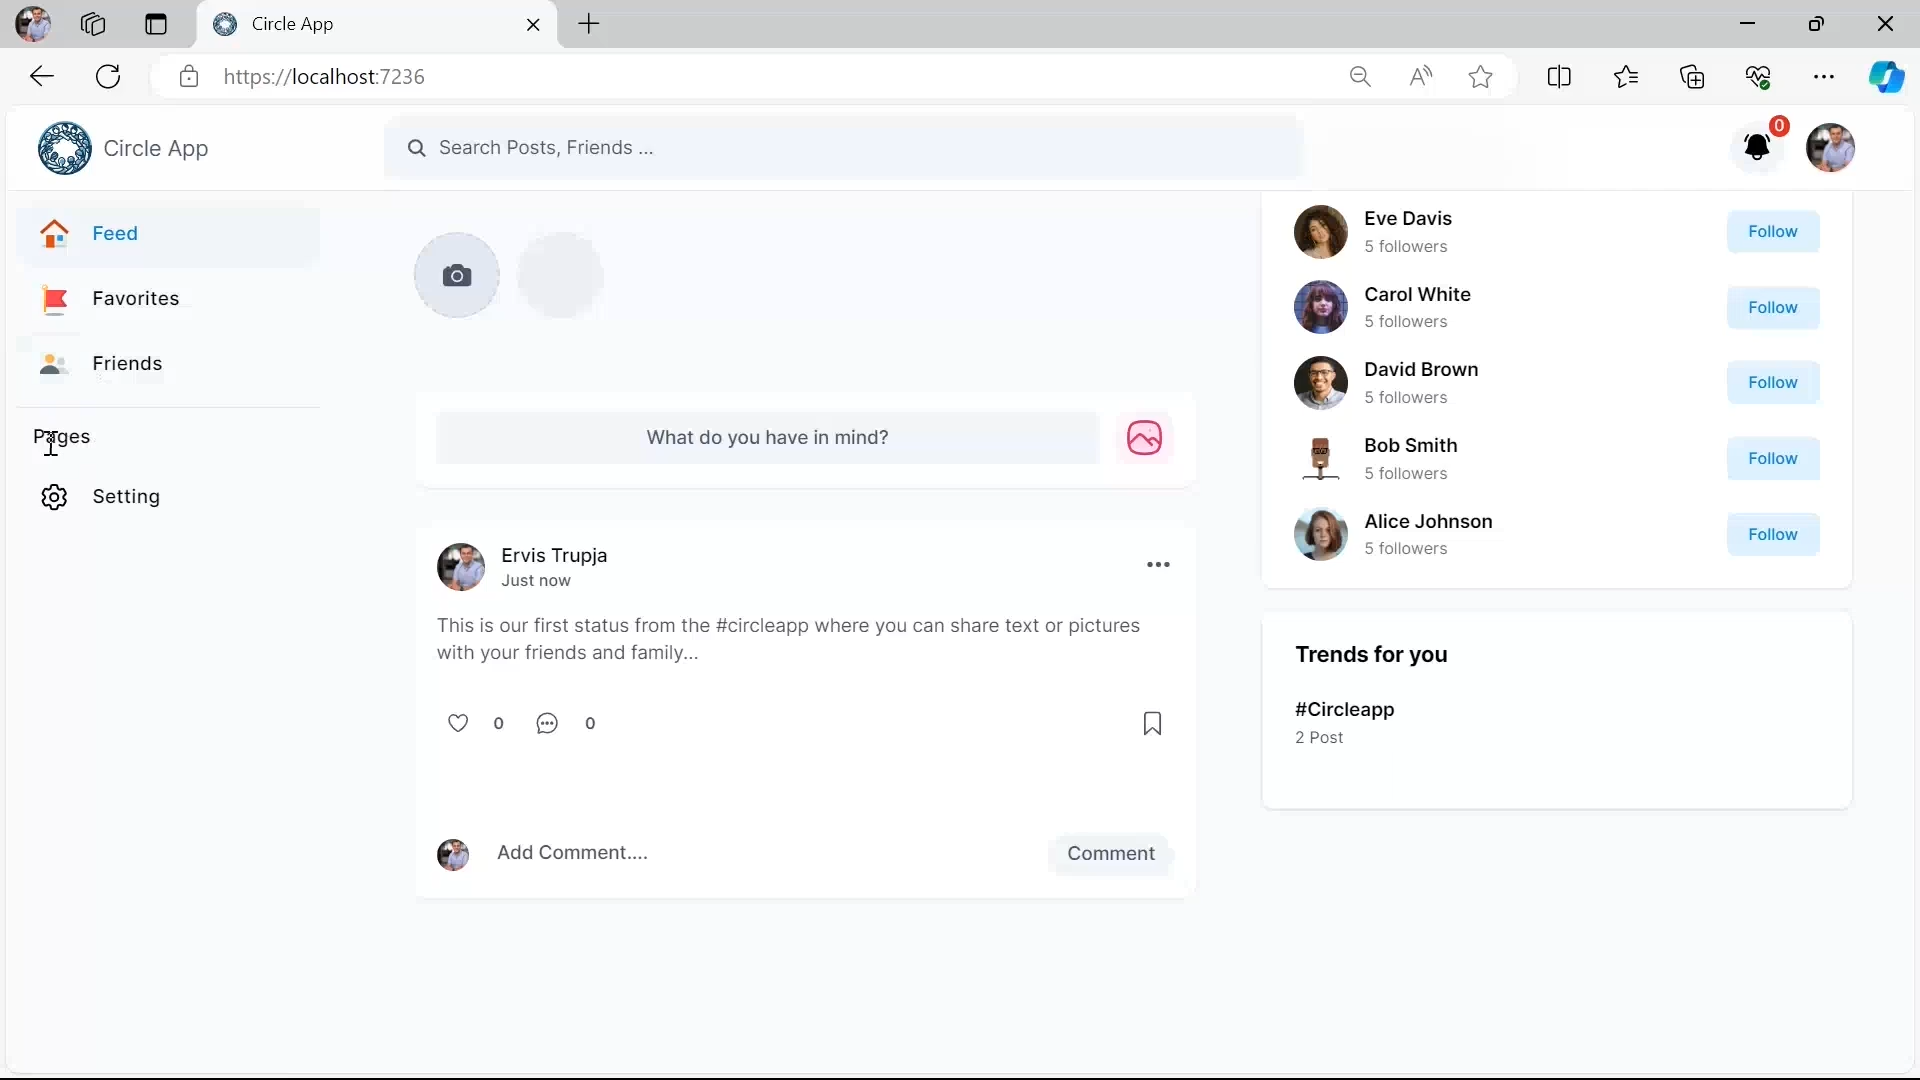 Circle App
https://localhost:7236
Circle App
Search Posts, Friends ...
0
Feed
Favorites
Friends
Pages
Setting
What do you have in mind?
Ervis Trupja
Just now
This is our first status from the #circleapp where you can share text or pictures
with your friends and family...
0
0
Add Comment....
Comment
Eve Davis
5 followers
Follow
Carol White
5 followers
Follow
David Brown
5 followers
Follow
Bob Smith
5 followers
Follow
Alice Johnson
5 followers
Follow
Trends for you
#Circleapp
2 Post